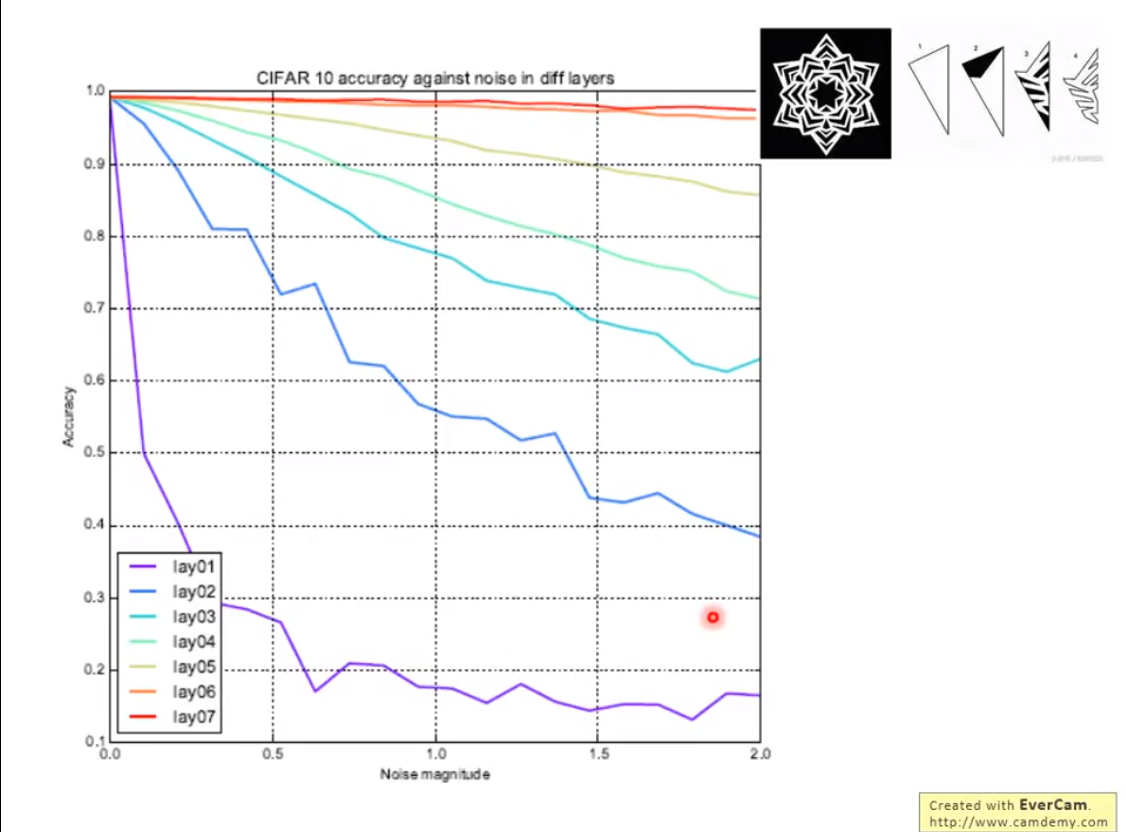 CIFAR 10 accuracy against noise in diff layers
1.0
0.9
0.8
0.7
0.6
0.5
0.4
0.3
0.2
0.1
Accuracy
lay01
lay02
lay03
lay04
lay05
lay06
lay07
0.0 0.5 1.0 1.5 2.0
Noise magnitude
1 2 3 4
Created with EverCam.
http://www.camdemy.com